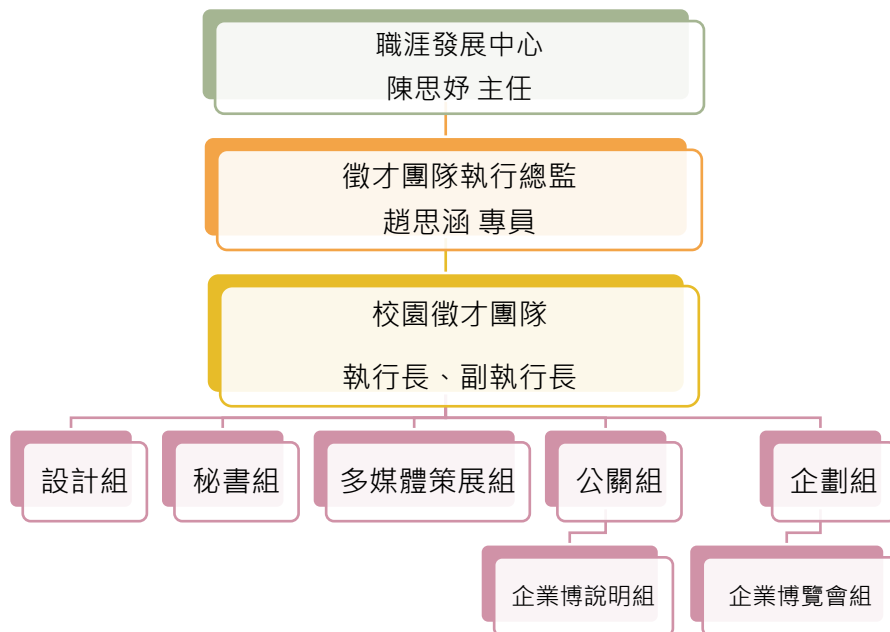 職涯發展中心
陳思妤 主任
徵才團隊執行總監
趙思涵 專員
校園徵才團隊
執行長、副執行長
設計組
秘書組
多媒體策展組
公關組
企劃組
企業博說明組
企業博覽會組